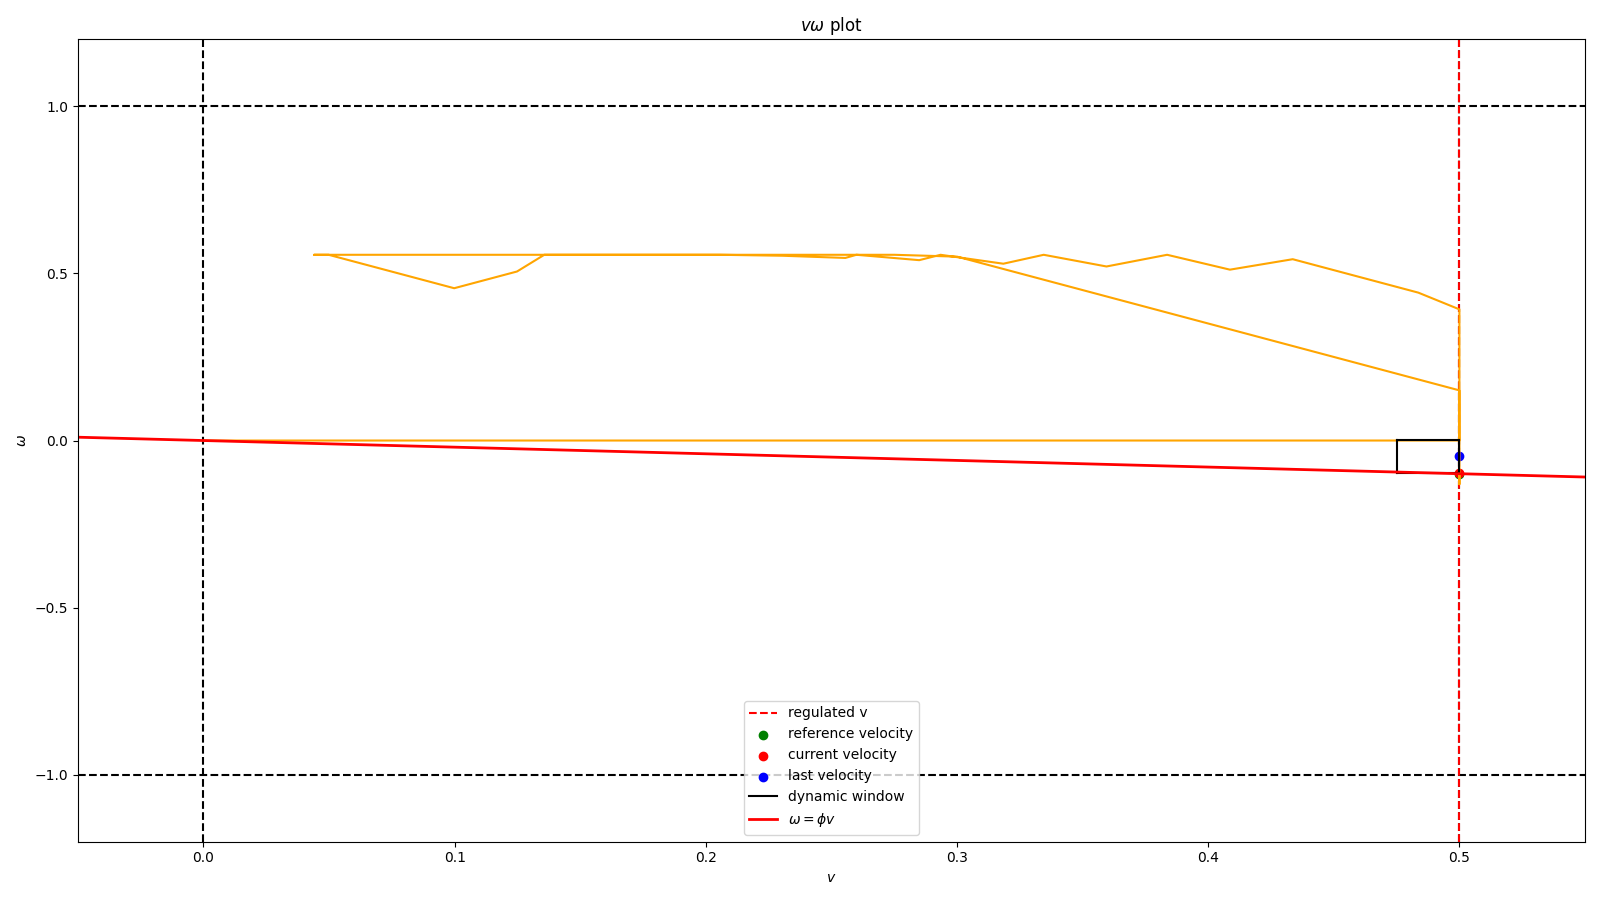 vω plot
1.0
0.5
0.0
−0.5
−1.0
ω
0.0 0.1 0.2 0.3 0.4 0.5
v
regulated v
reference velocity
current velocity
last velocity
dynamic window
ω = ϕv